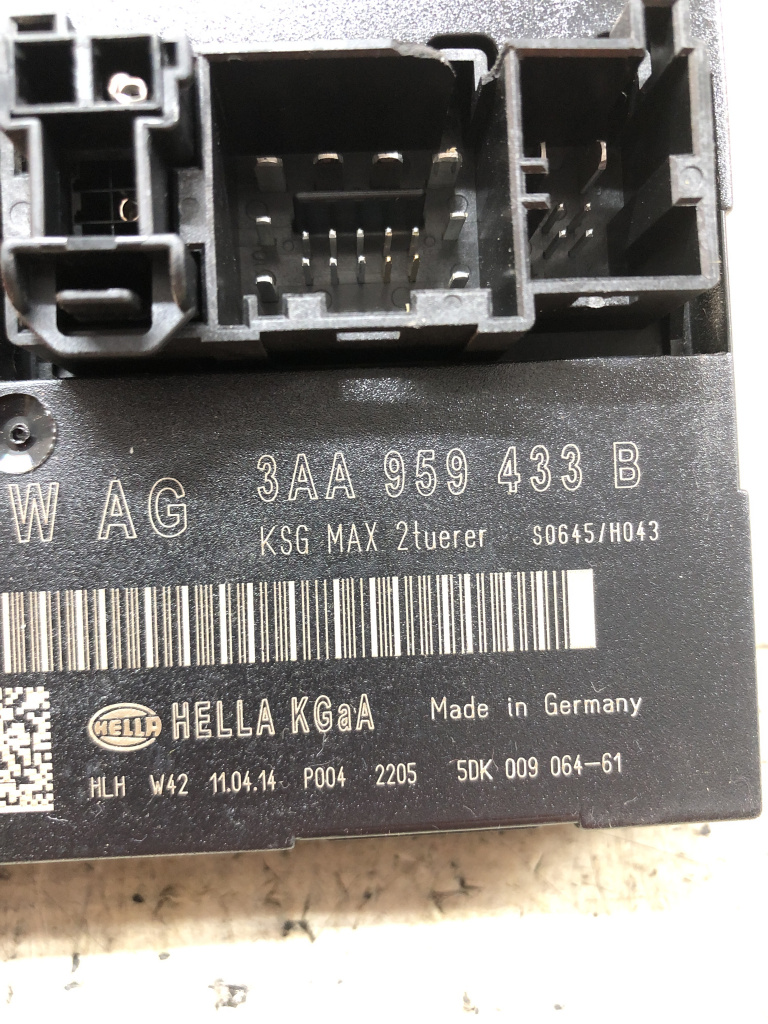 W AG 3AA 959 433 B
KSG MAX 2tuerer S0645/H043
HELLA HELLA KGaA Made in Germany
HLH W42 11.04.14 P004 2205 5DK 009 064-61